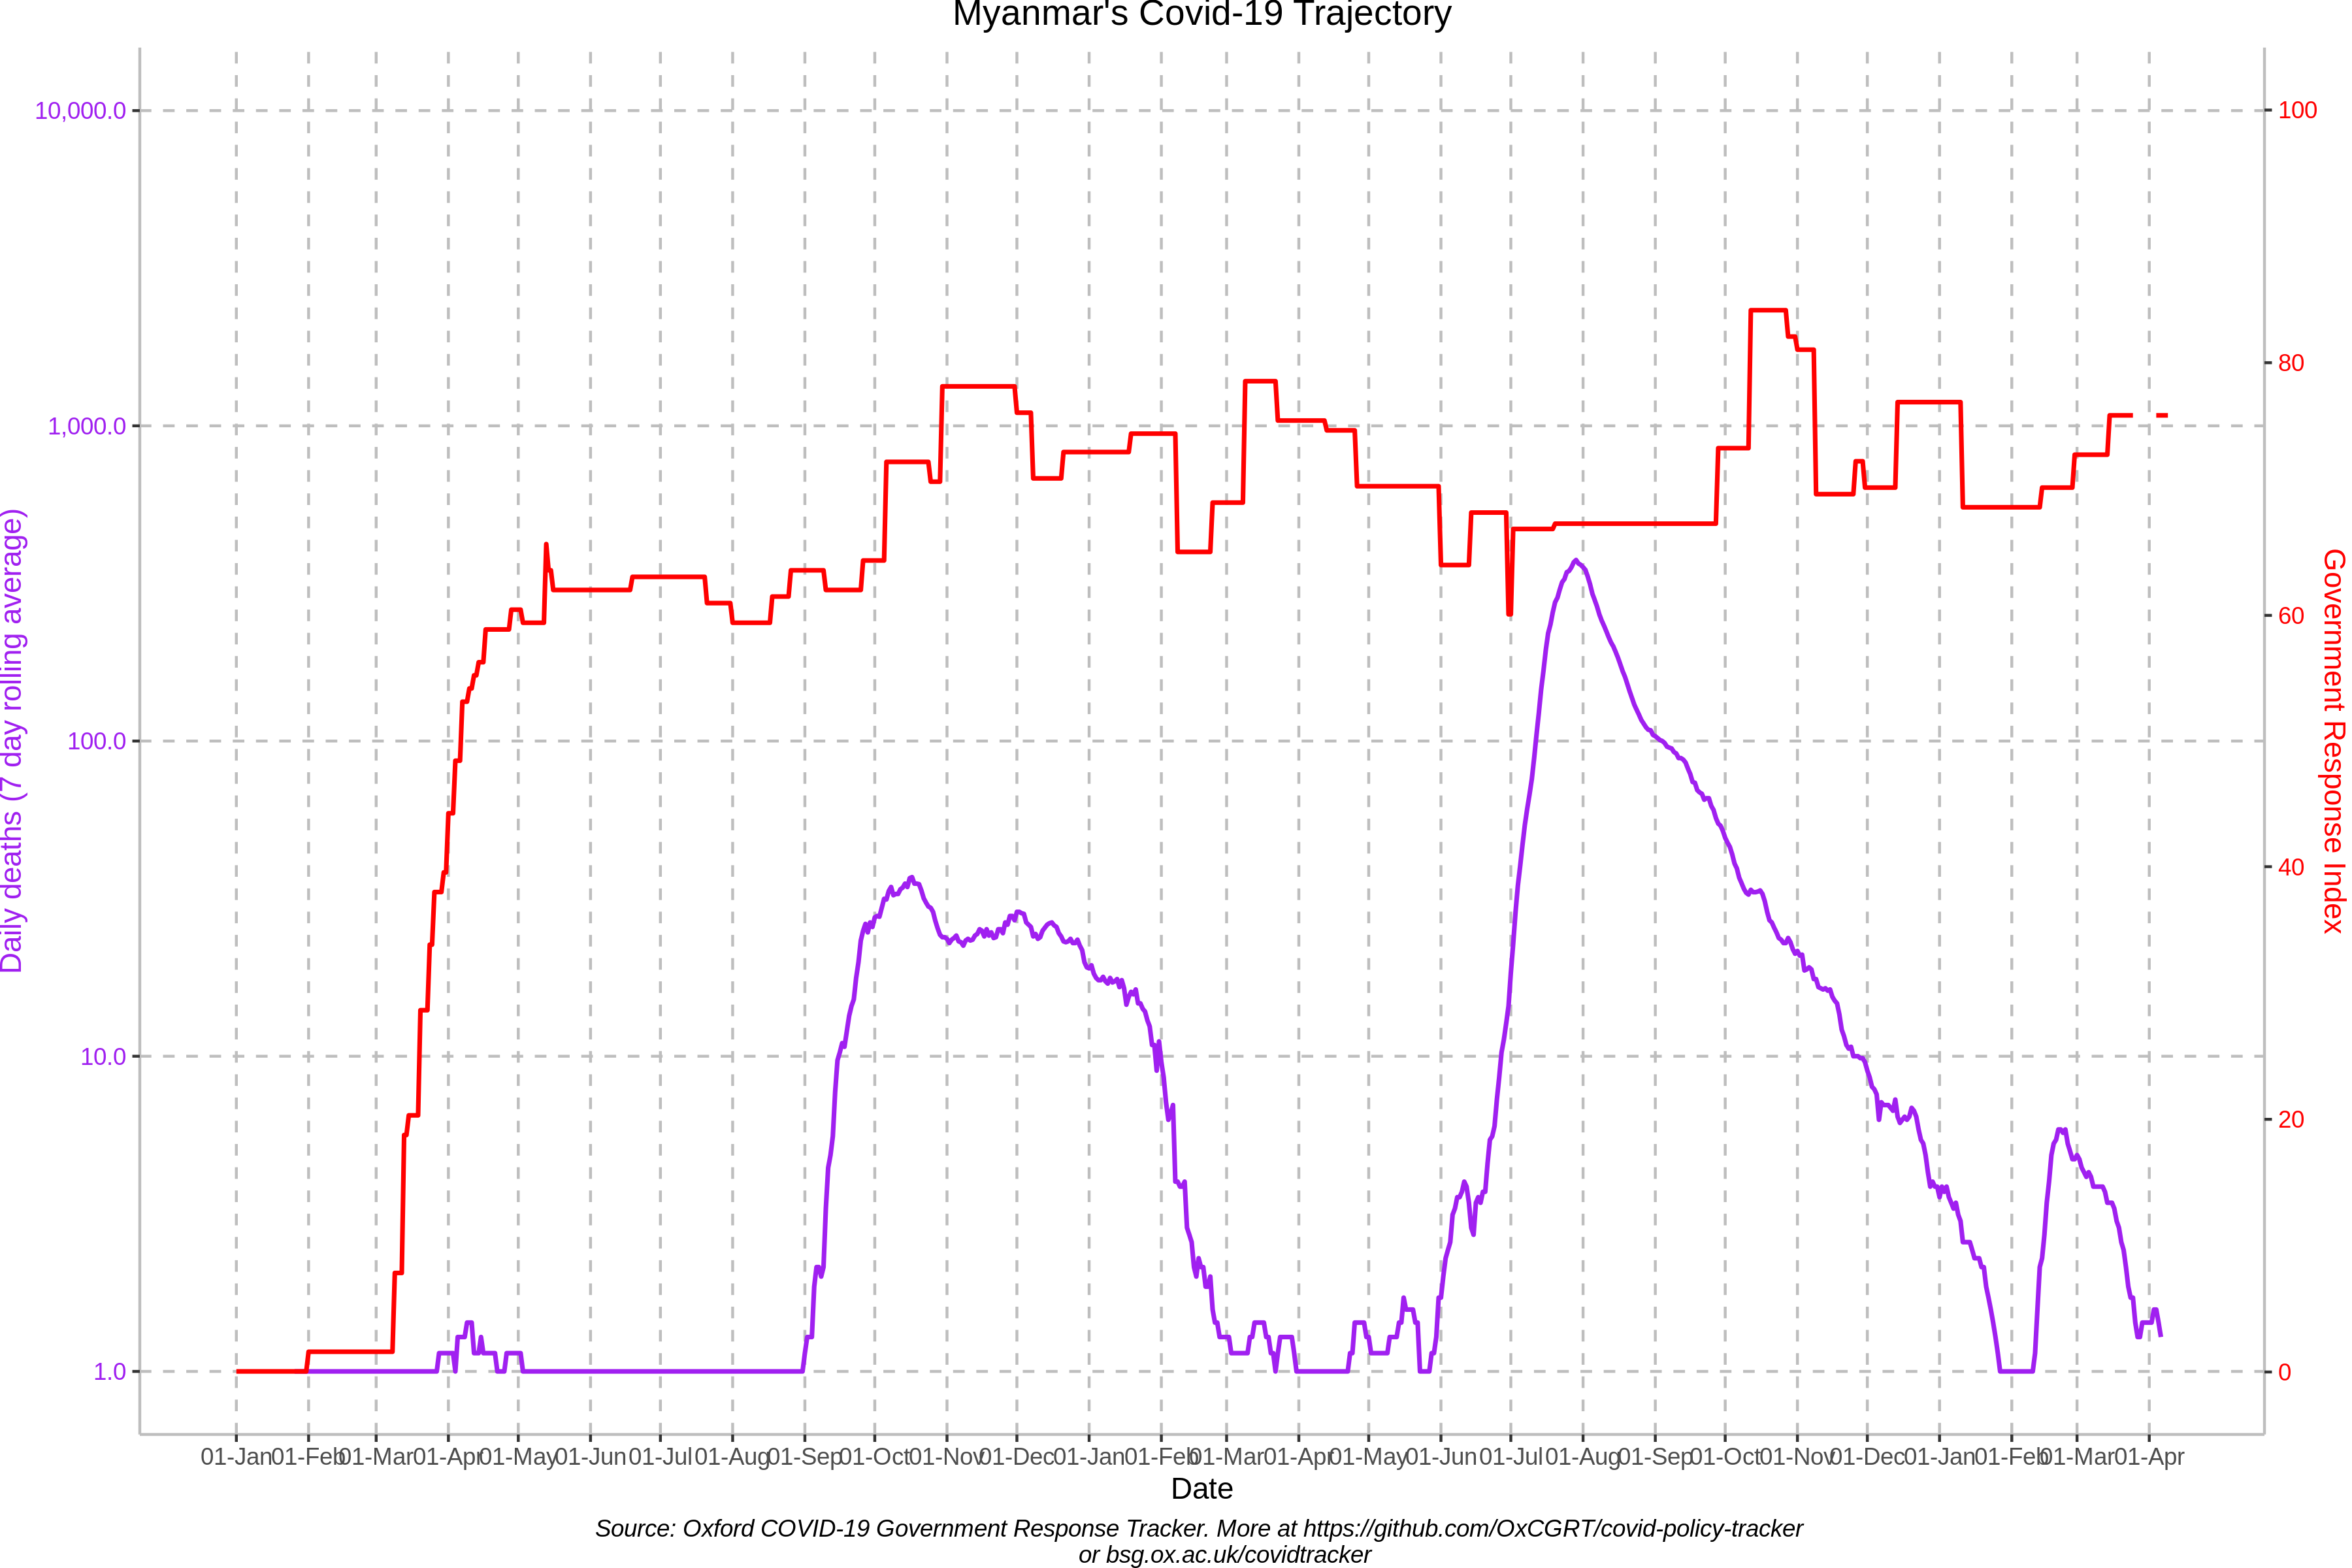 Myanmar's Covid-19 Trajectory
10,000.0
1,000.0
100.0
10.0
1.0
Daily deaths (7 day rolling average)
100
80
60
40
20
0
Government Response Index
01-Jan 01-Feb 01-Mar 01-Apr 01-May 01-Jun 01-Jul 01-Aug 01-Sep 01-Oct 01-Nov 01-Dec 01-Jan 01-Feb 01-Mar 01-Apr 01-May 01-Jun 01-Jul 01-Aug 01-Sep 01-Oct 01-Nov 01-Dec 01-Jan 01-Feb 01-Mar 01-Apr
Date
Source: Oxford COVID-19 Government Response Tracker. More at https://github.com/OxCGRT/covid-policy-tracker
or bsg.ox.ac.uk/covidtracker